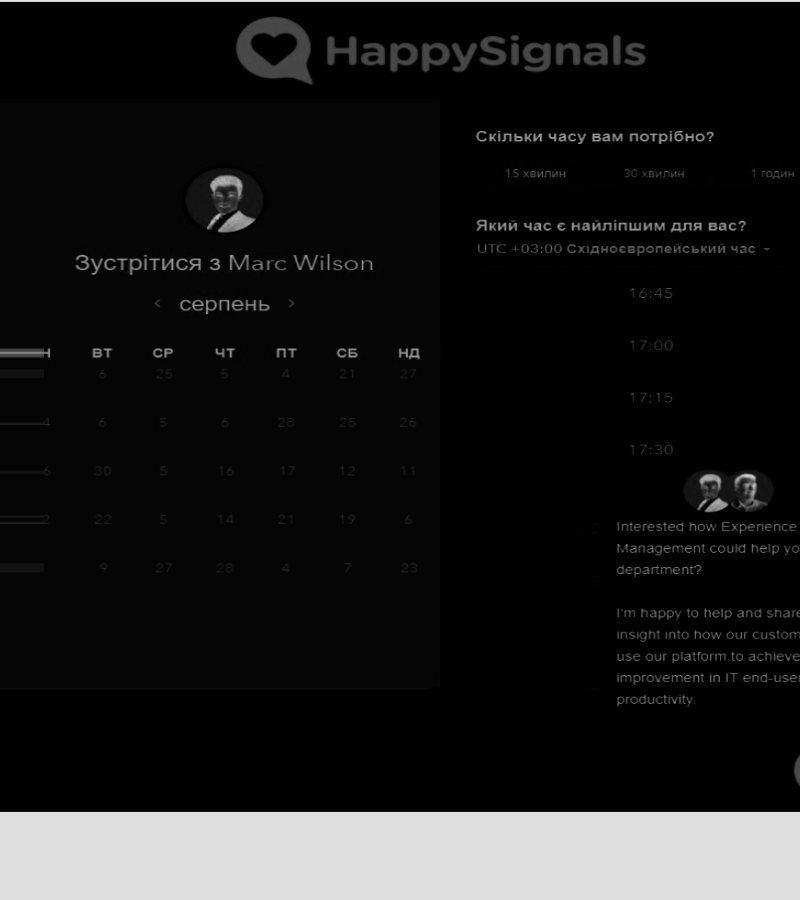 HappySignals
Зустрітися з Marc Wilson
< серпень >
Н ВТ СР ЧТ ПТ СБ НД
6 25 5 4 21 27
4 6 5 6 28 25 26
6 30 5 16 17 12 11
2 22 5 14 21 19 6
9 27 28 4 7 23
Скільки часу вам потрібно?
15 хвилин 30 хвилин 1 годин
Який час є найліпшим для вас?
UTC +03:00 Східноєвропейський час
16:45
17:00
17:15
17:30
Interested how Experience
Management could help yo
department?
I'm happy to help and share
insight into how our custom
use our platform to achieve
improvement in IT end-user
productivity.